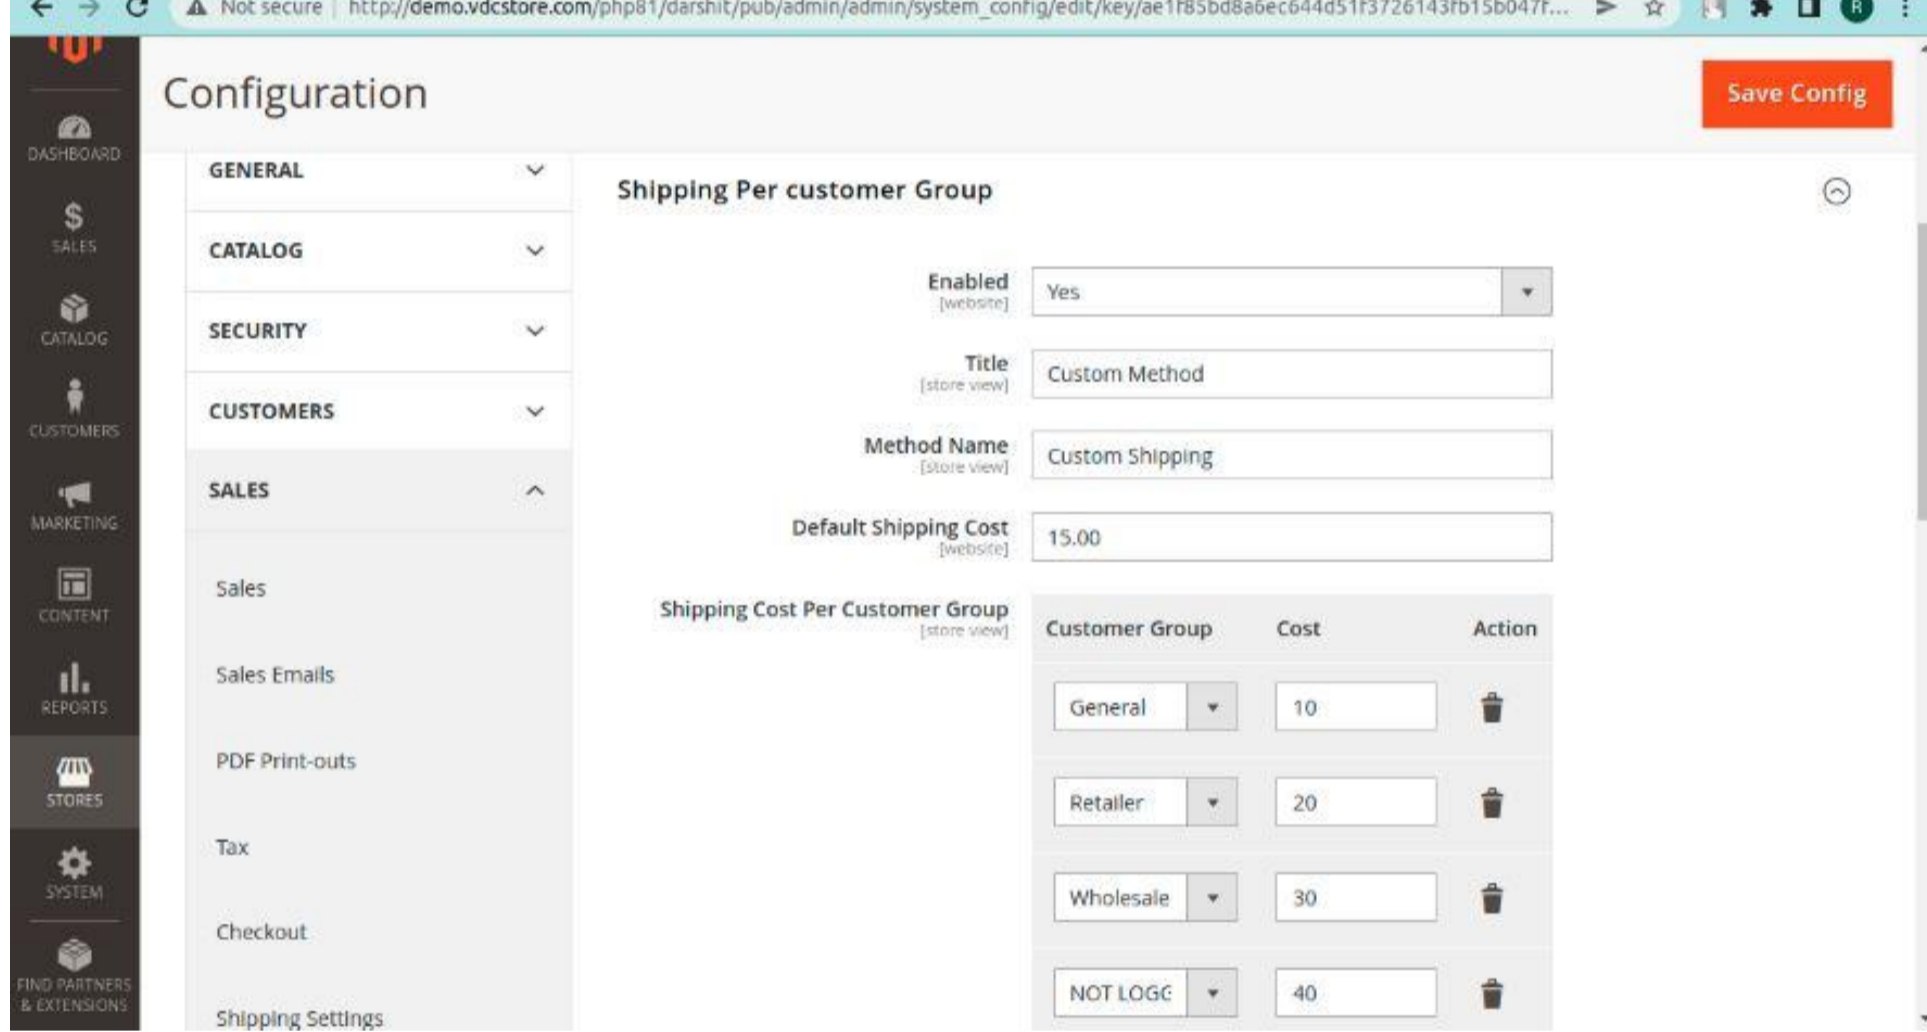 Not secure
http://demo.vdcstore.com/php81/darshit/pub/admin/admin/system_config/edit/key/
R
Configuration
Save Config
DASHBOARD
SALES
CATALOG
CUSTOMERS
MARKETING
CONTENT
REPORTS
STORES
SYSTEM
FIND PARTNERS
& EXTENSIONS
GENERAL
CATALOG
SECURITY
CUSTOMERS
SALES
Sales
Sales Emails
PDF Print-outs
Tax
Checkout
Shipping Settings
Shipping Per customer Group
Enabled
[website]
Yes
Title
[store view]
Custom Method
Method Name
[store view]
Custom Shipping
Default Shipping Cost
[website]
15.00
Shipping Cost Per Customer Group
[store view]
Customer Group Cost Action
General 10
Retailer 20
Wholesale 30
NOT LOGG 40